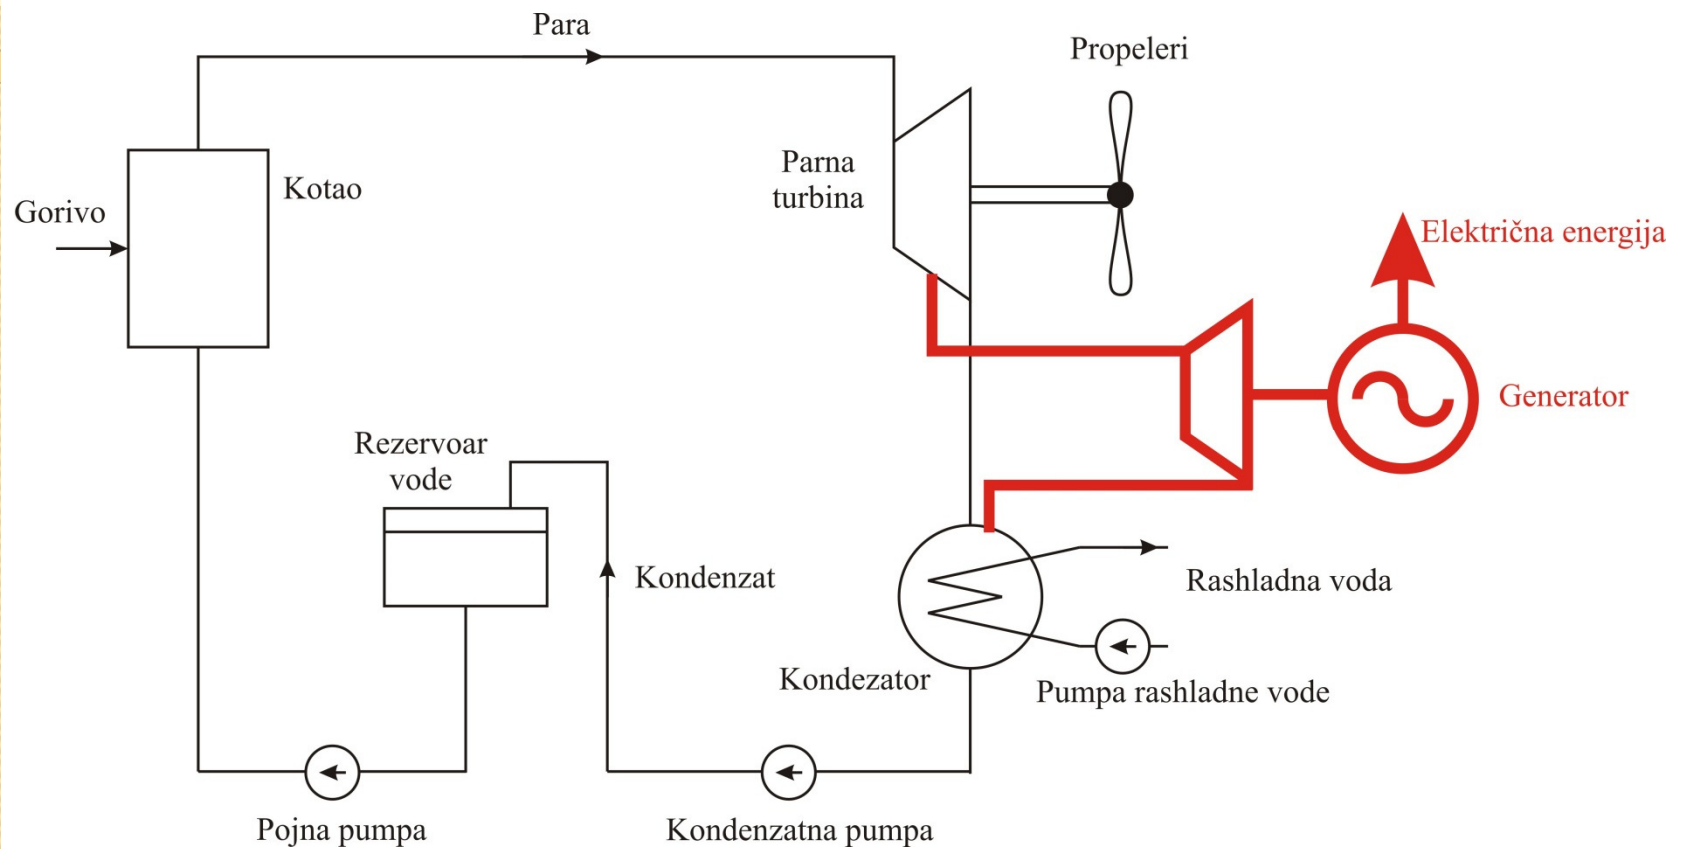 Para
Propeleri
Parna
turbina
Kotao
Gorivo
Električna energija
Generator
Rezervoar
vode
Kondenzat
Rashladna voda
Kondezator
Pumpa rashladne vode
Pojna pumpa
Kondenzatna pumpa